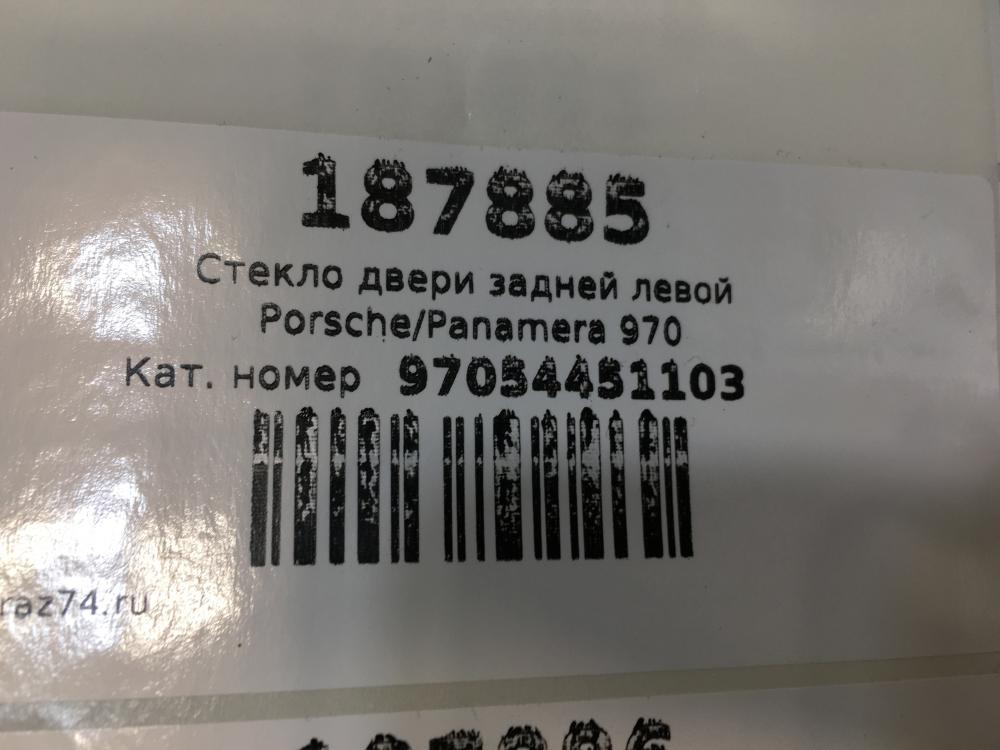 187885
Стекло двери задней левой
Porsche/Panamera 970
Кат. номер 97054451103
raz74.ru